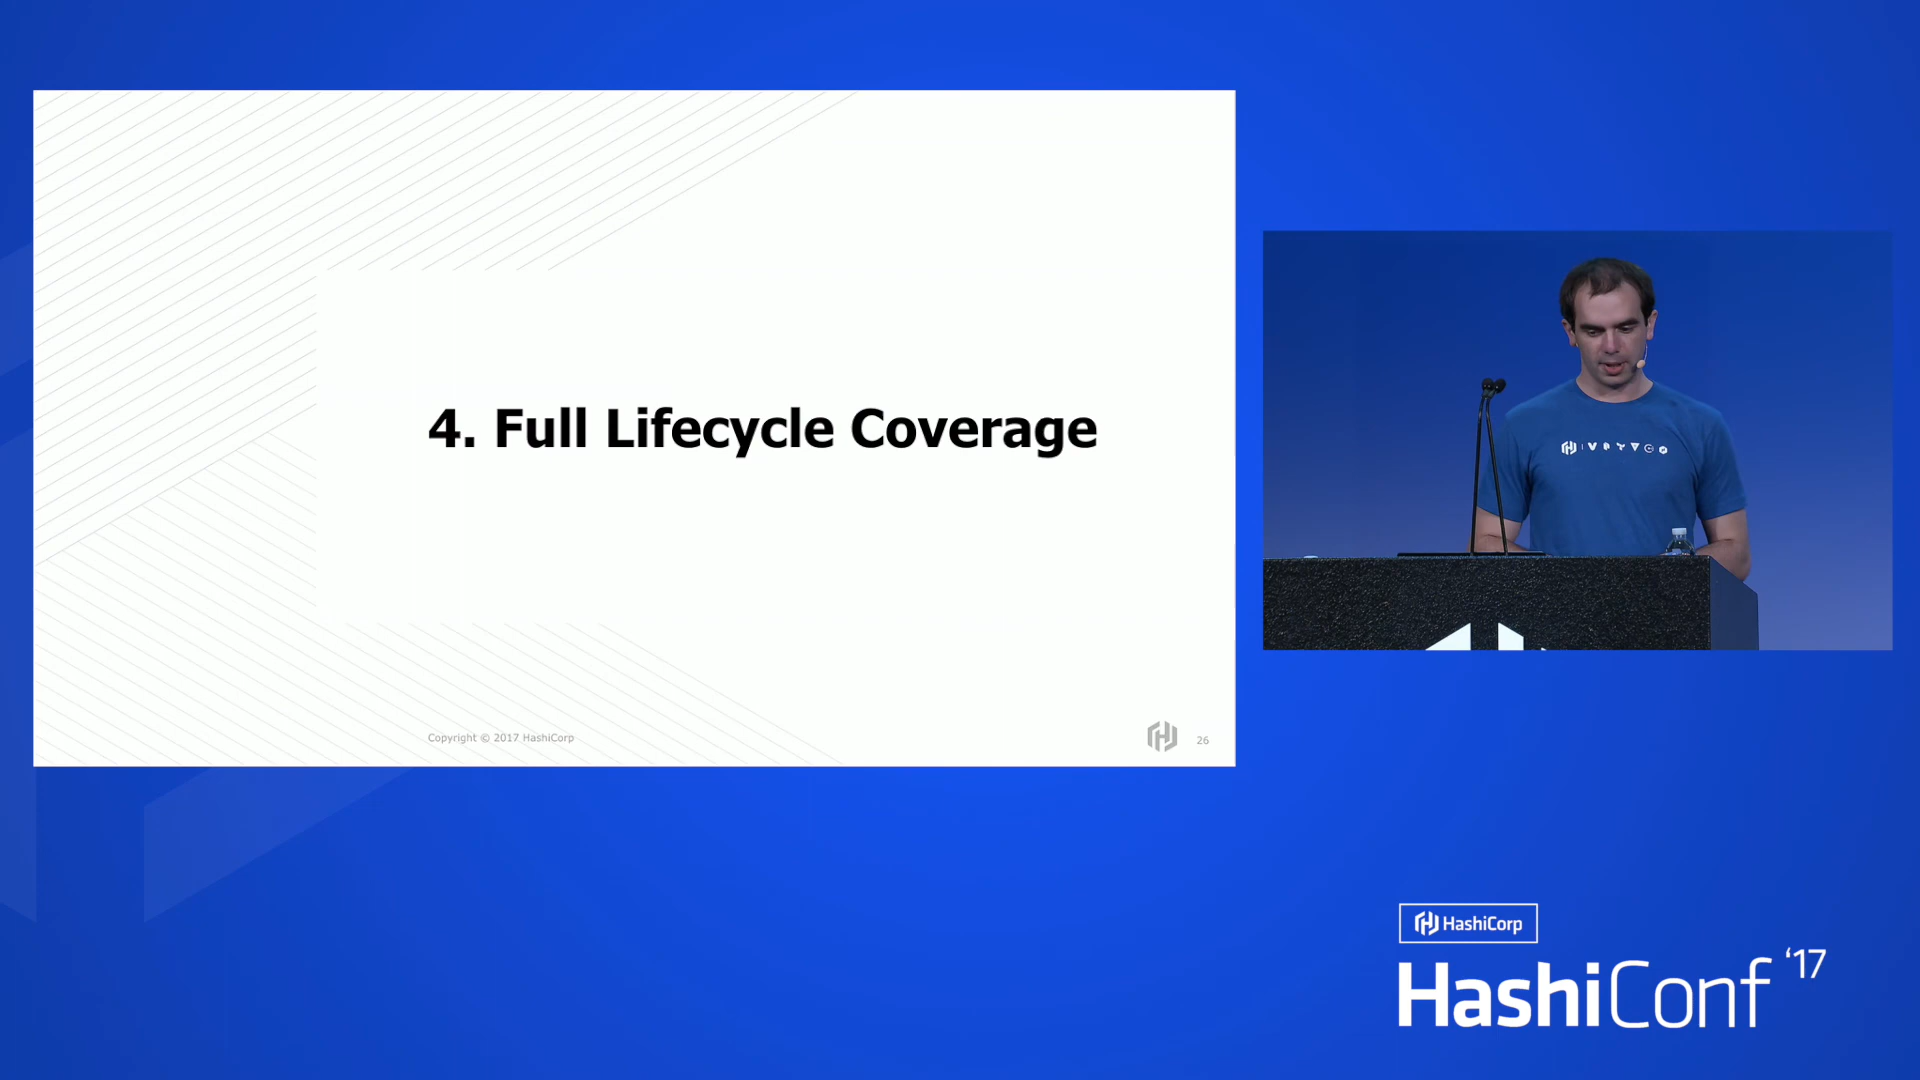 4. Full Lifecycle Coverage
Copyright © 2017 HashiCorp
26
HashiCorp
HashiConf '17